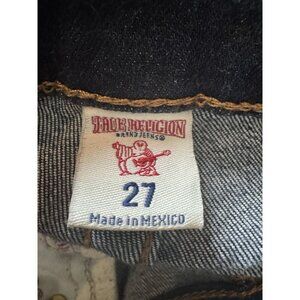 TRUE RELIGION
BRAND JEANS®
27
Made in MEXICO